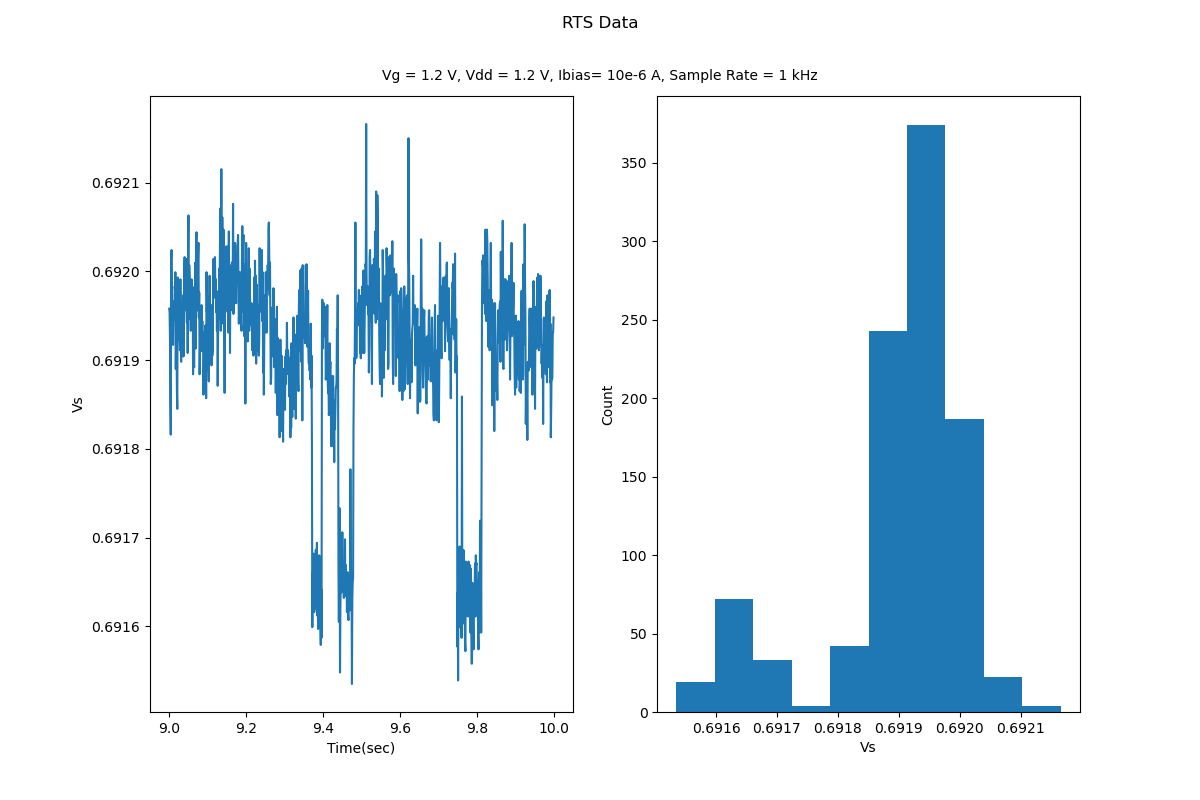 RTS Data
Vg = 1.2 V, Vdd = 1.2 V, Ibias= 10e-6 A, Sample Rate = 1 kHz
Vs
0.6921
0.6920
0.6919
0.6918
0.6917
0.6916
9.0 9.2 9.4 9.6 9.8 10.0
Time(sec)
Count
350
300
250
200
150
100
50
0
0.6916 0.6917 0.6918 0.6919 0.6920 0.6921
Vs